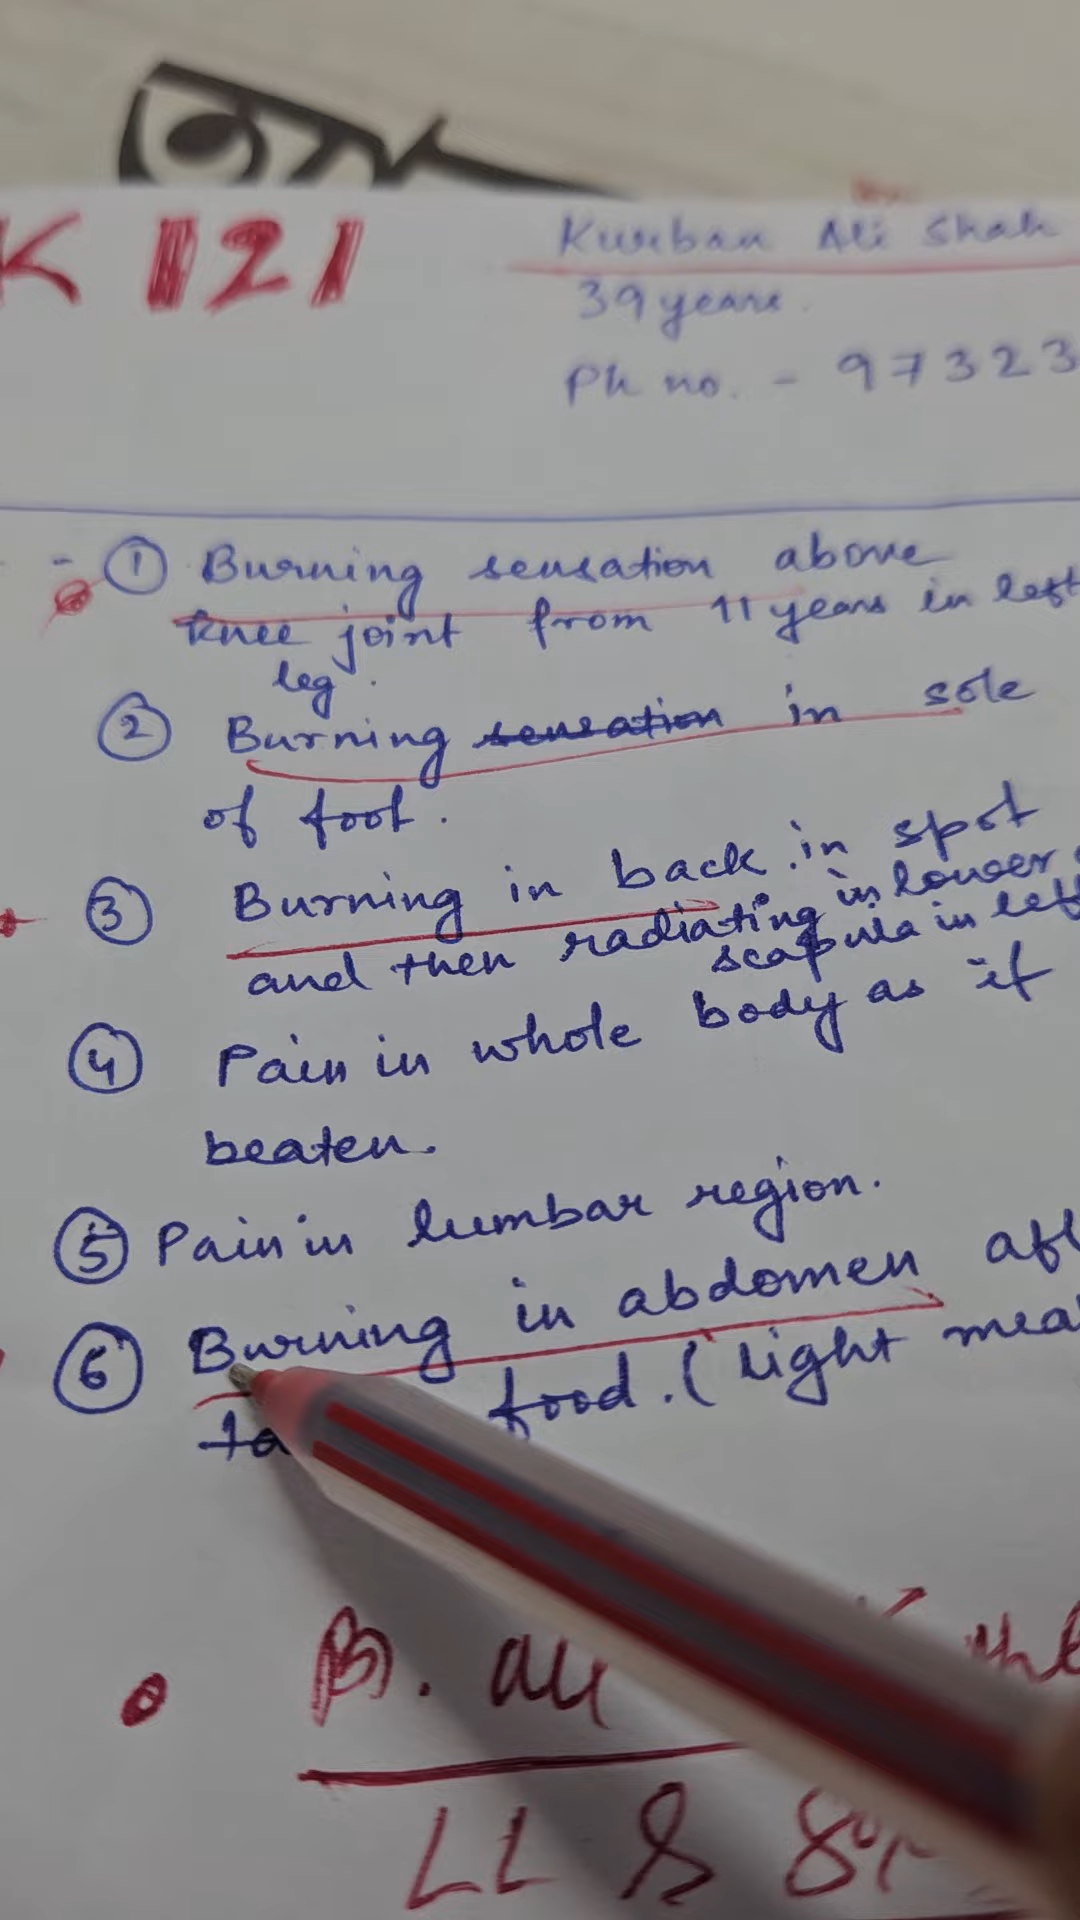 K 121
Kurban Ali Shah
39 years.
Ph no. - 97323
① Burning sensation above
knee joint from 11 years in left
leg.
② Burning sensation in sole
of foot.
③ Burning in back in spot
and then radiating in lower
scapula in left
④ Pain in whole body as if
beaten.
⑤ Pain in lumbar region.
⑥ Burning in abdomen
food. (light
B. all
LL &